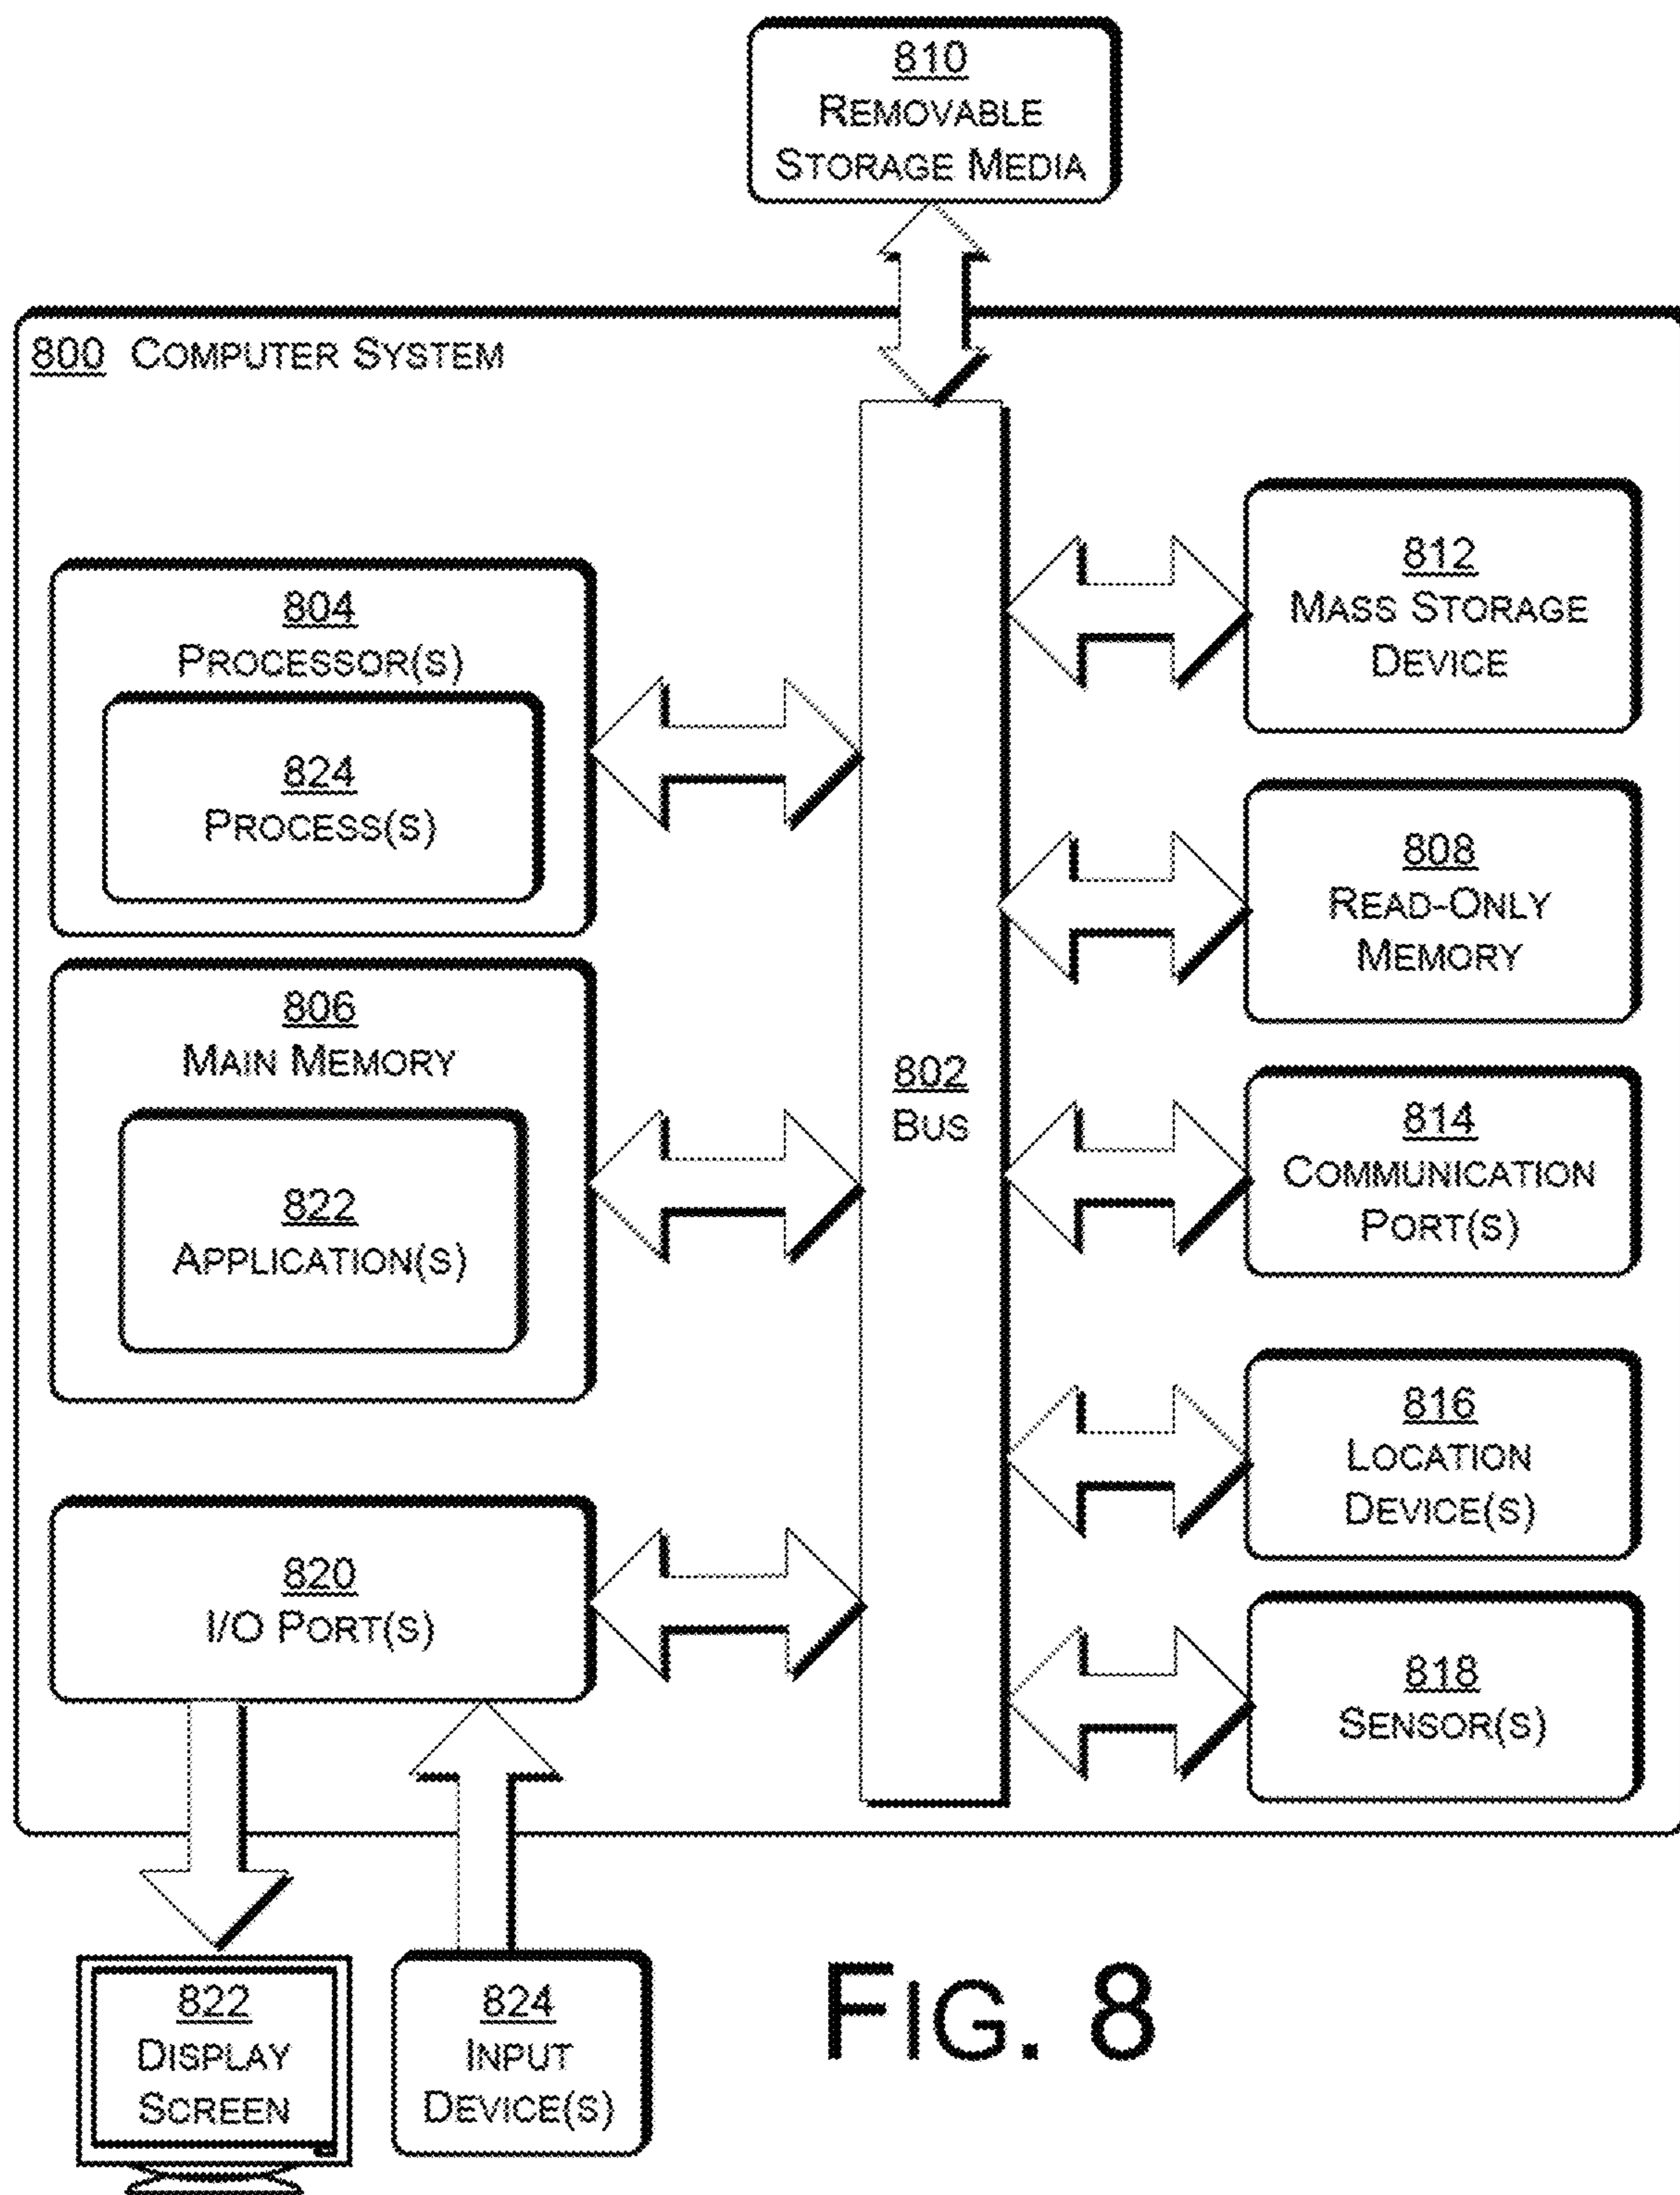 810
REMOVABLE
STORAGE MEDIA
800 COMPUTER SYSTEM
804
PROCESSOR(S)
824
PROCESS(S)
806
MAIN MEMORY
822
APPLICATION(S)
820
I/O PORT(S)
802
BUS
812
MASS STORAGE
DEVICE
808
READ-ONLY
MEMORY
814
COMMUNICATION
PORT(S)
816
LOCATION
DEVICE(S)
818
SENSOR(S)
822
DISPLAY
SCREEN
824
INPUT
DEVICE(S)
FIG. 8